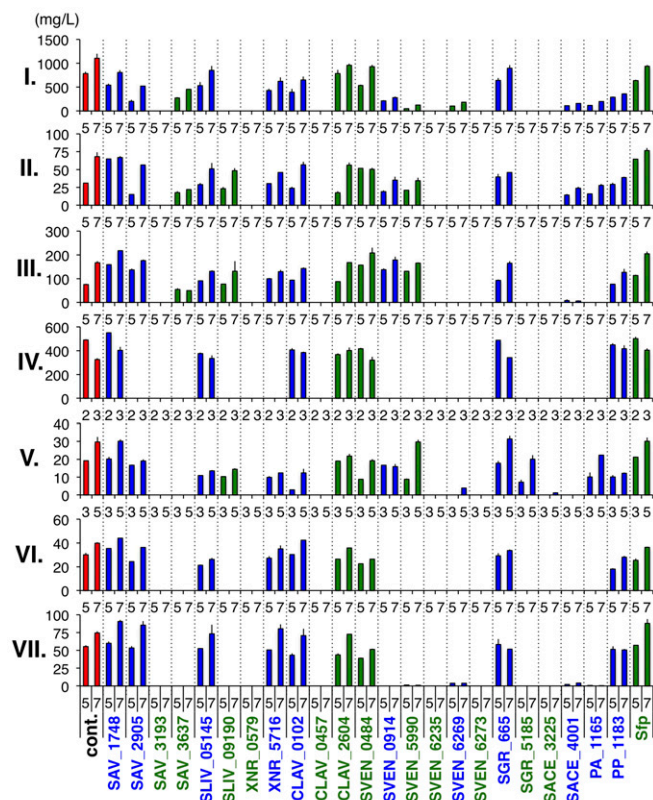 (mg/L)
1500
1000
I.
500
0
5 7 5 7 5 7 5 7 5 7 5 7 5 7 5 7 5 7 5 7 5 7 5 7 5 7 5 7 5 7 5 7 5 7 5 7 5 7 5 7 5 7 5 7 5 7 5 7 5 7
100
75
II.
50
25
0
5 7 5 7 5 7 5 7 5 7 5 7 5 7 5 7 5 7 5 7 5 7 5 7 5 7 5 7 5 7 5 7 5 7 5 7 5 7 5 7 5 7 5 7 5 7 5 7 5 7
300
200
III.
100
0
5 7 5 7 5 7 5 7 5 7 5 7 5 7 5 7 5 7 5 7 5 7 5 7 5 7 5 7 5 7 5 7 5 7 5 7 5 7 5 7 5 7 5 7 5 7 5 7 5 7
600
400
IV.
200
0
2 3 2 3 2 3 2 3 2 3 2 3 2 3 2 3 2 3 2 3 2 3 2 3 2 3 2 3 2 3 2 3 2 3 2 3 2 3 2 3 2 3 2 3 2 3 2 3 2 3
40
30
V.
20
10
0
3 5 3 5 3 5 3 5 3 5 3 5 3 5 3 5 3 5 3 5 3 5 3 5 3 5 3 5 3 5 3 5 3 5 3 5 3 5 3 5 3 5 3 5 3 5 3 5 3 5
60
40
VI.
20
0
5 7 5 7 5 7 5 7 5 7 5 7 5 7 5 7 5 7 5 7 5 7 5 7 5 7 5 7 5 7 5 7 5 7 5 7 5 7 5 7 5 7 5 7 5 7 5 7 5 7
100
75
VII.
50
25
0
5 7 5 7 5 7 5 7 5 7 5 7 5 7 5 7 5 7 5 7 5 7 5 7 5 7 5 7 5 7 5 7 5 7 5 7 5 7 5 7 5 7 5 7 5 7 5 7 5 7
cont.
SAV_1748
SAV_2905
SAV_3193
SAV_3637
SLIV_05145
SLIV_09190
XNR_0579
XNR_5716
CLAV_0102
CLAV_0457
CLAV_2604
SVEN_0484
SVEN_0914
SVEN_5990
SVEN_6235
SVEN_6269
SVEN_6273
SGR_665
SGR_5185
SACE_3225
SACE_4001
PA_1165
PP_1183
Sfp